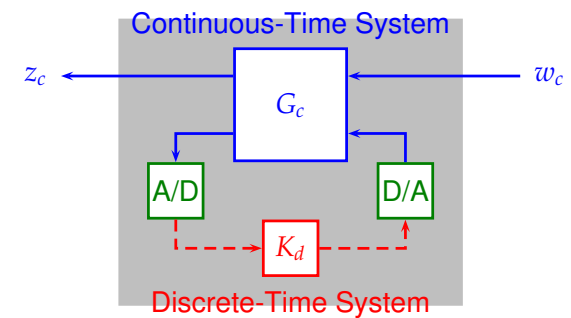 Continuous-Time System
z_c
w_c
G_c
A/D
D/A
K_d
Discrete-Time System